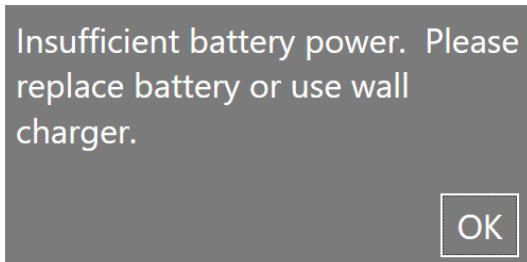 Insufficient battery power.  Please
replace battery or use wall
charger.
OK